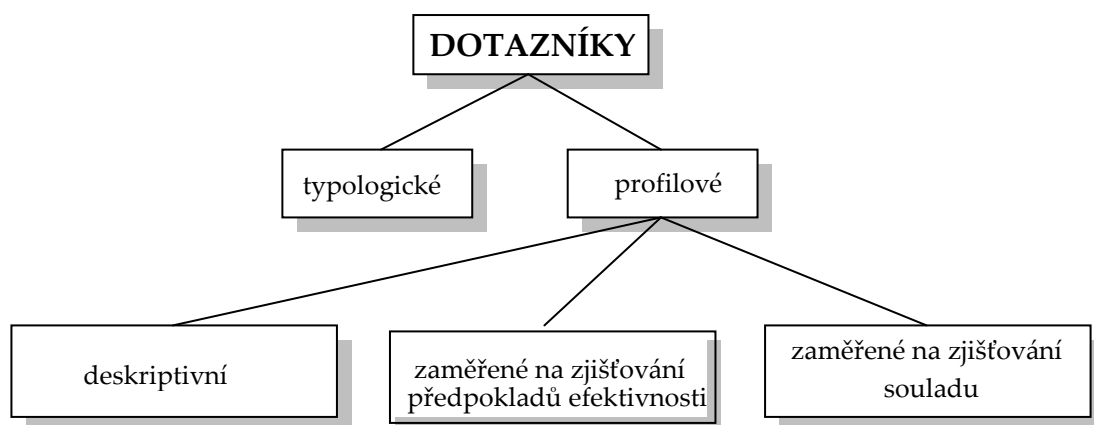 DOTAZNÍKY
typologické
profilové
deskriptivní
zaměřené na zjišťování
předpokladů efektivnosti
zaměřené na zjišťování
souladu